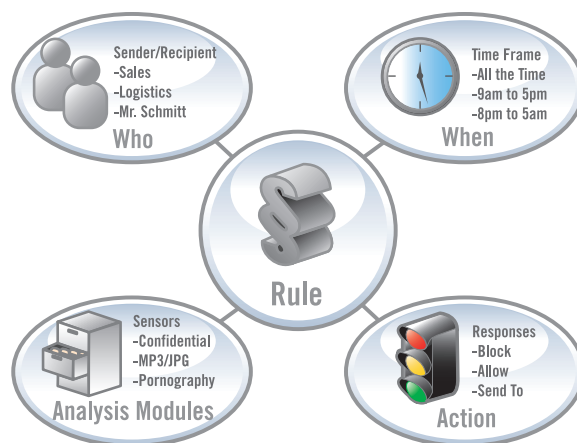 Sender/Recipient
-Sales
-Logistics
-Mr. Schmitt
Who
Time Frame
-All the Time
-9am to 5pm
-8pm to 5am
When
Rule
Sensors
-Confidential
-MP3/JPG
-Pornography
Analysis Modules
Responses
-Block
-Allow
-Send To
Action